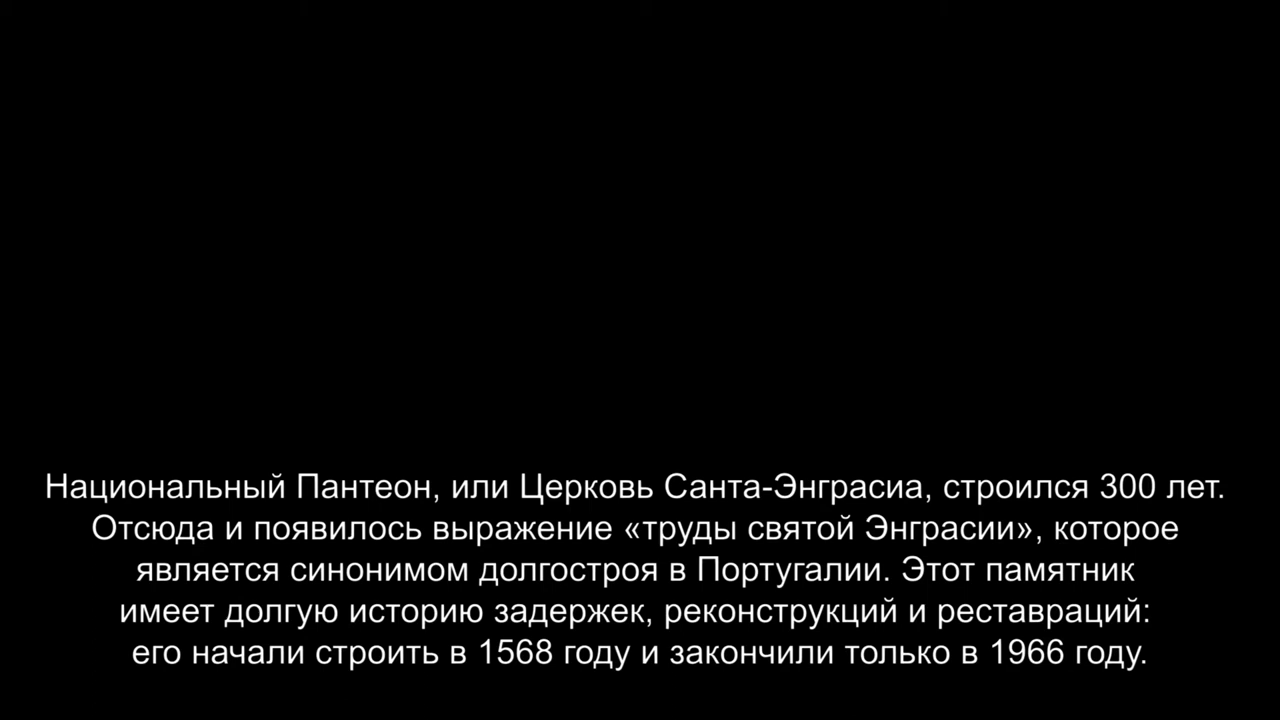 Национальный Пантеон, или Церковь Санта-Энграсиа, строился 300 лет.
Отсюда и появилось выражение «труды святой Энграсии», которое
является синонимом долгостроя в Португалии. Этот памятник
имеет долгую историю задержек, реконструкций и реставраций:
его начали строить в 1568 году и закончили только в 1966 году.